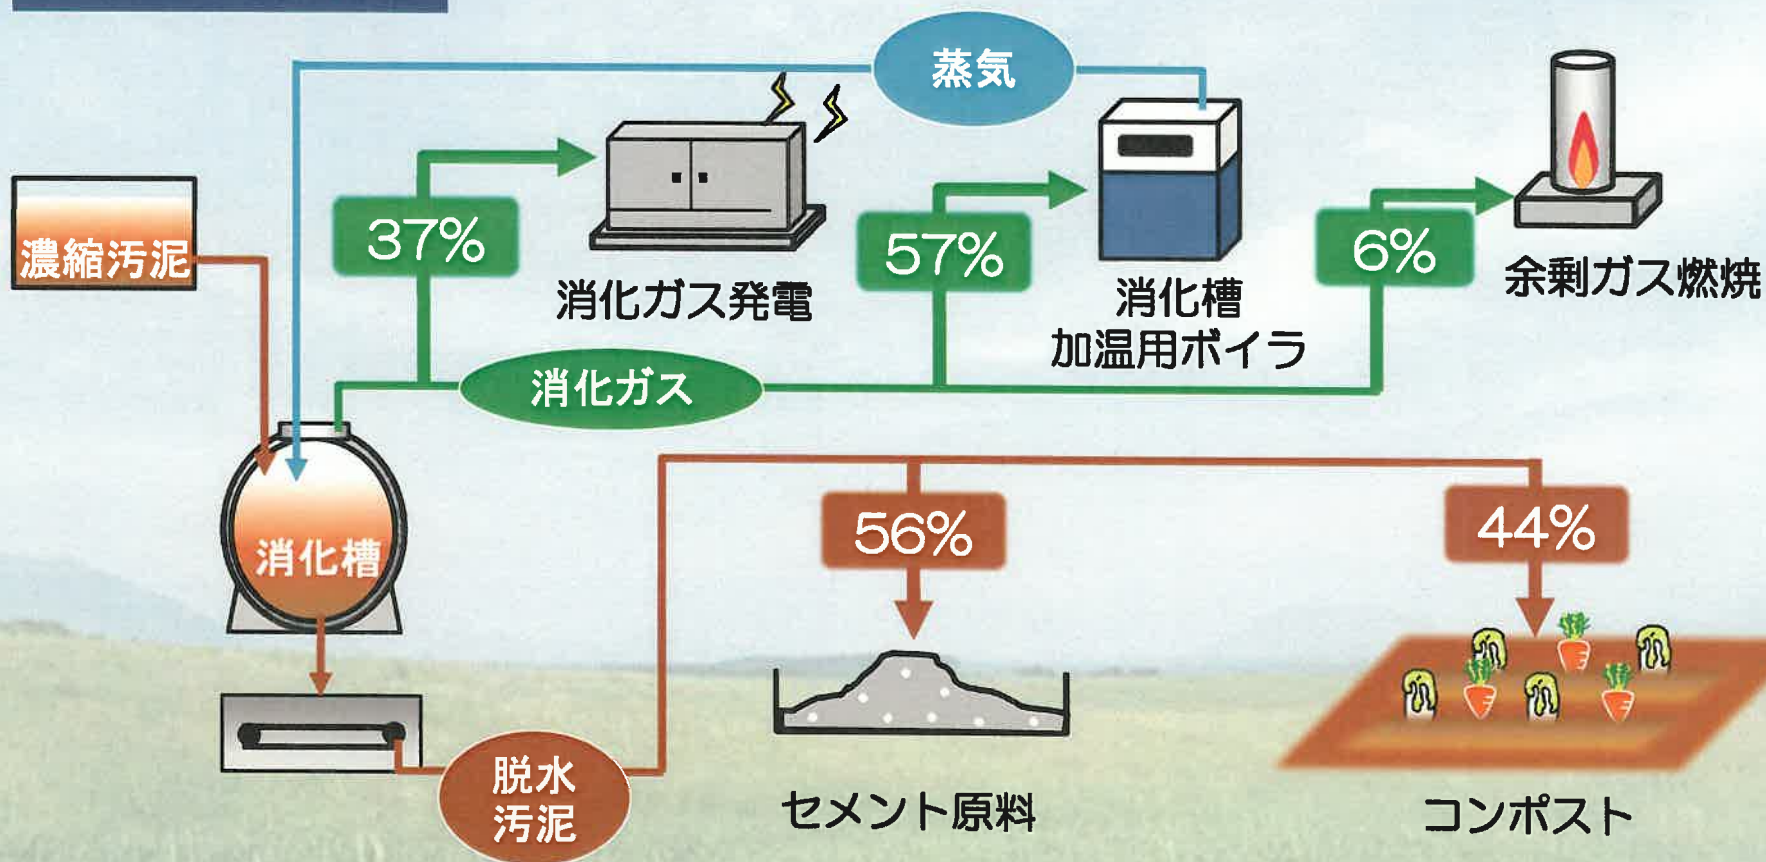 蒸気
濃縮汚泥
37%
57%
6%
消化ガス発電
消化槽
加温用ボイラ
余剰ガス燃焼
消化ガス
消化槽
56%
44%
脱水
汚泥
セメント原料
コンポスト